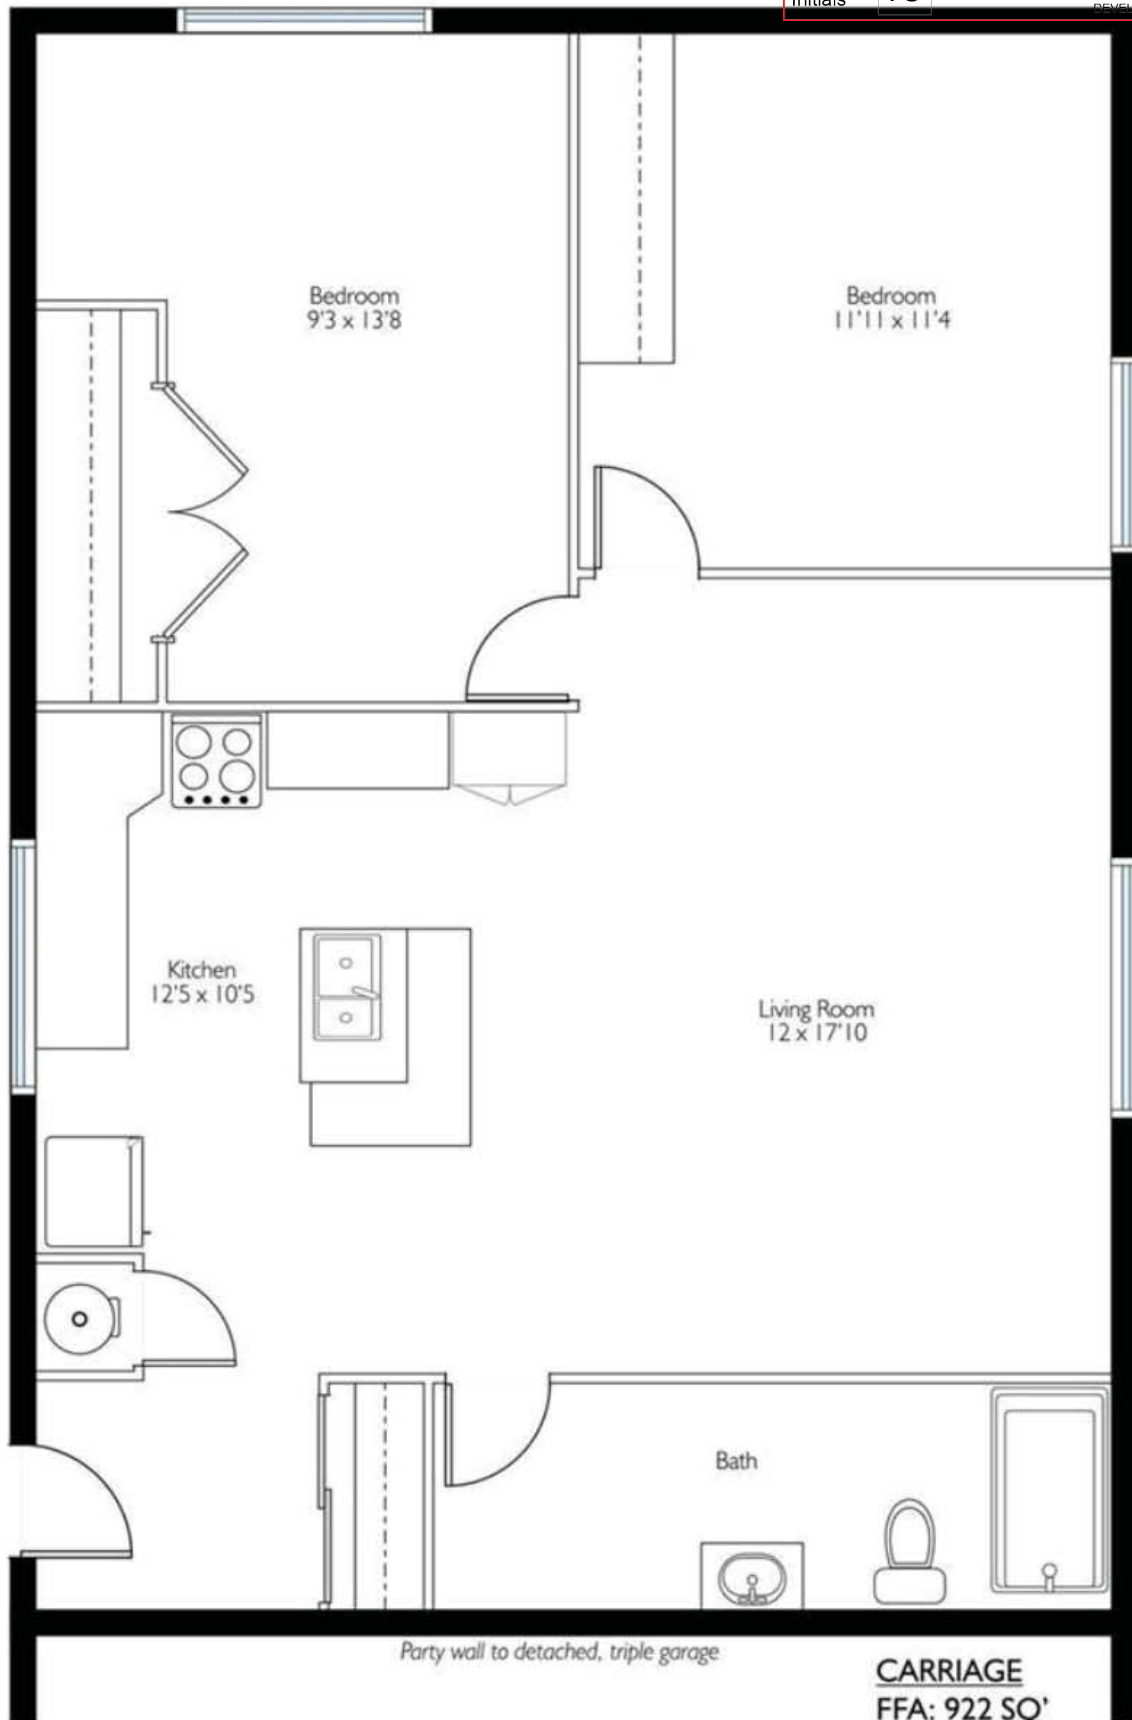 Initials
Bedroom
9'3 x 13'8
Bedroom
11'11 x 11'4
Kitchen
12'5 x 10'5
Living Room
12 x 17'10
Bath
Party wall to detached, triple garage
CARRIAGE
FFA: 922 SQ'